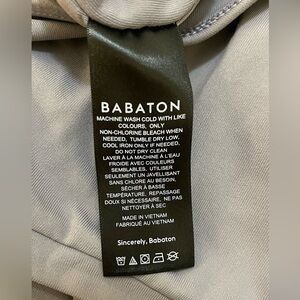 BABATON
MACHINE WASH COLD WITH LIKE
COLOURS, ONLY
NON-CHLORINE BLEACH WHEN
NEEDED, TUMBLE DRY LOW,
COOL IRON ONLY IF NEEDED,
DO NOT DRY CLEAN
LAVER À LA MACHINE À L'EAU
FROIDE AVEC COULEURS
SEMBLABLES, UTILISER
SEULEMENT UN JAVELLISANT
SANS CHLORE AU BESOIN,
SÉCHER À BASSE
TEMPÉRATURE, REPASSAGE
DOUX SI NÉCESSAIRE, NE PAS
NETTOYER À SEC
MADE IN VIETNAM
FABRIQUÉ AU VIETNAM
Sincerely, Babaton